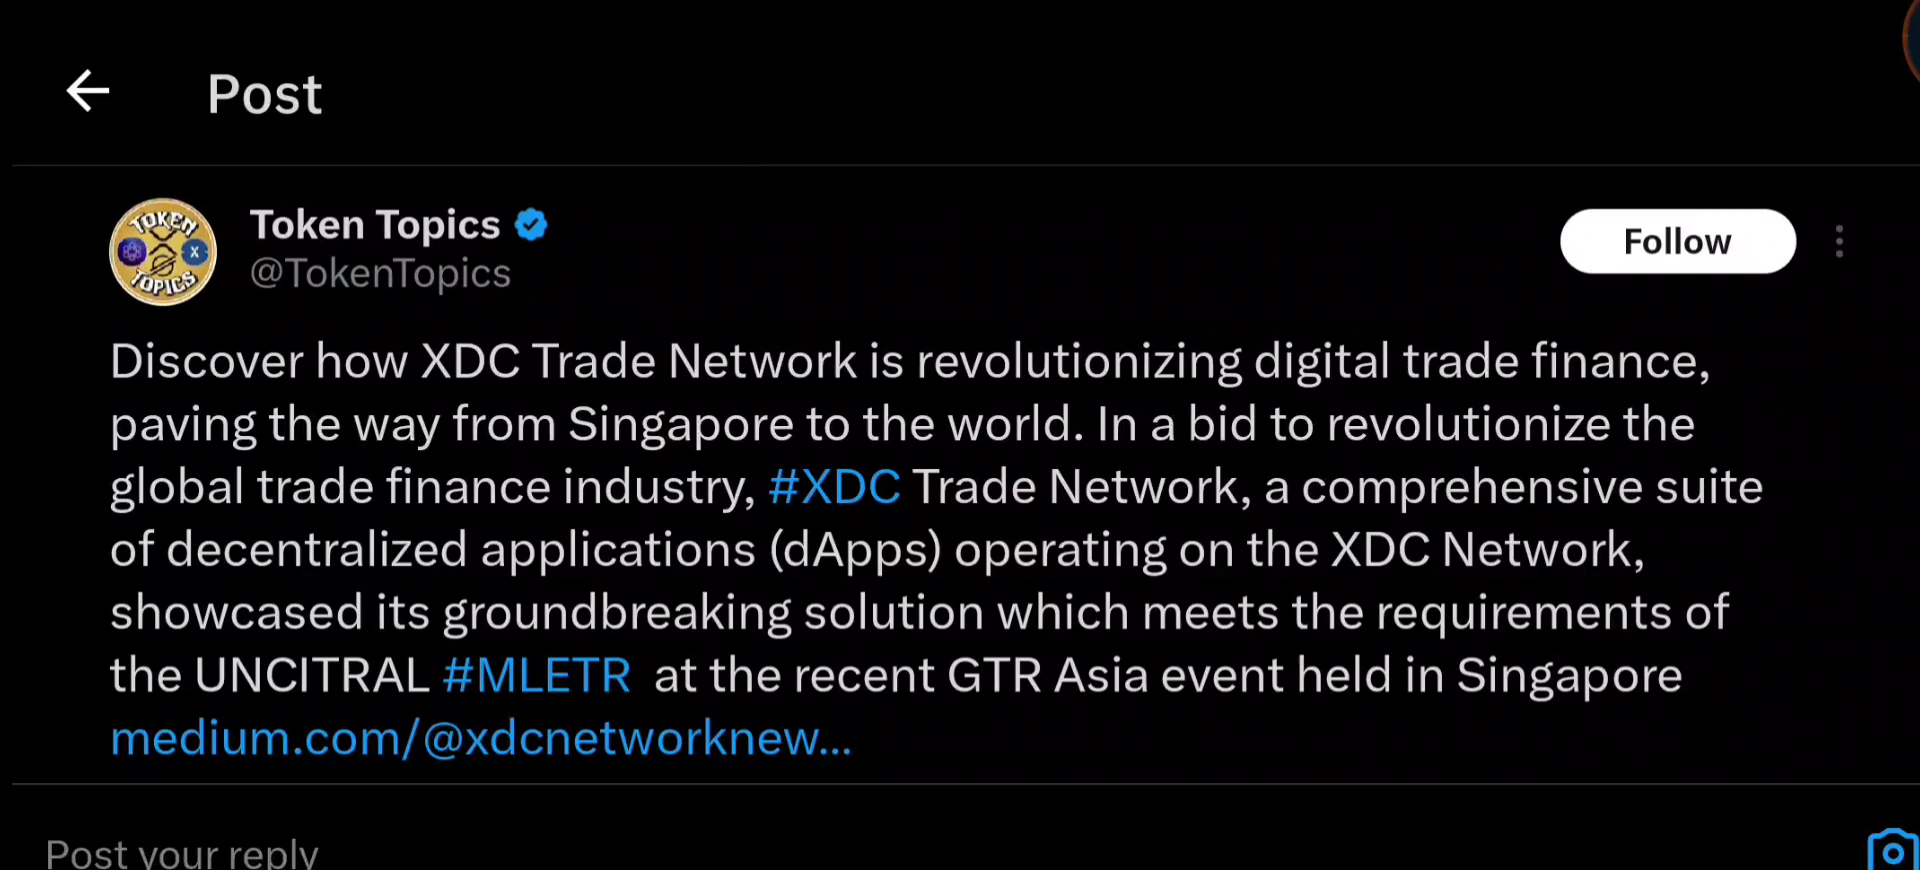 Post
TOKEN
X
TOPICS
Token Topics
@TokenTopics
Follow
Discover how XDC Trade Network is revolutionizing digital trade finance,
paving the way from Singapore to the world. In a bid to revolutionize the
global trade finance industry, #XDC Trade Network, a comprehensive suite
of decentralized applications (dApps) operating on the XDC Network,
showcased its groundbreaking solution which meets the requirements of
the UNCITRAL #MLETR at the recent GTR Asia event held in Singapore
medium.com/@xdcnetworknew...
Post your reply